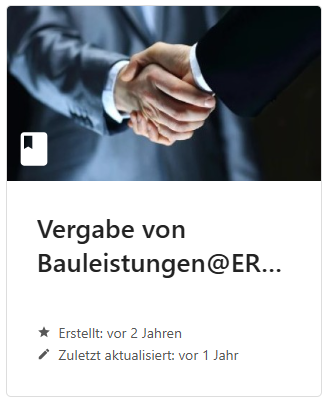 Vergabe von
Bauleistungen@ER...
Erstellt: vor 2 Jahren
Zuletzt aktualisiert: vor 1 Jahr